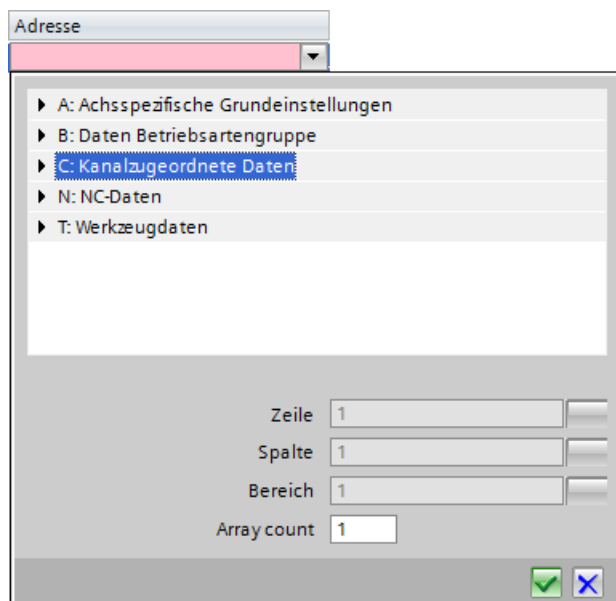 Adresse
A: Achsspezifische Grundeinstellungen
B: Daten Betriebsartengruppe
C: Kanalzugeordnete Daten
N: NC-Daten
T: Werkzeugdaten
Zeile 1
Spalte 1
Bereich 1
Array count 1